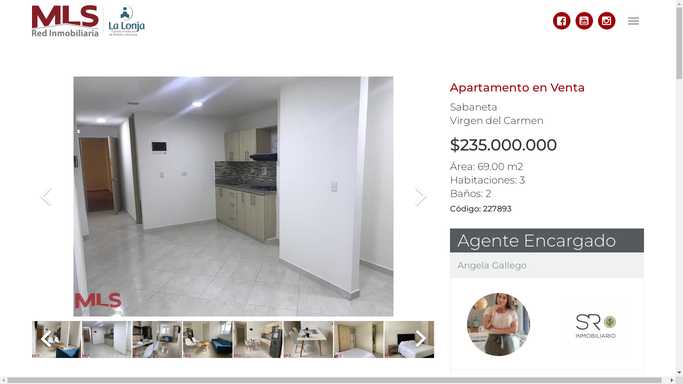 MLS
Red Inmobiliaria
La Lonja
Apartamento en Venta
Sabaneta
Virgen del Carmen
$235.000.000
Área: 69.00 m2
Habitaciones: 3
Baños: 2
Código: 227893
Agente Encargado
Angela Gallego
MLS
SR
INMOBILIARIO